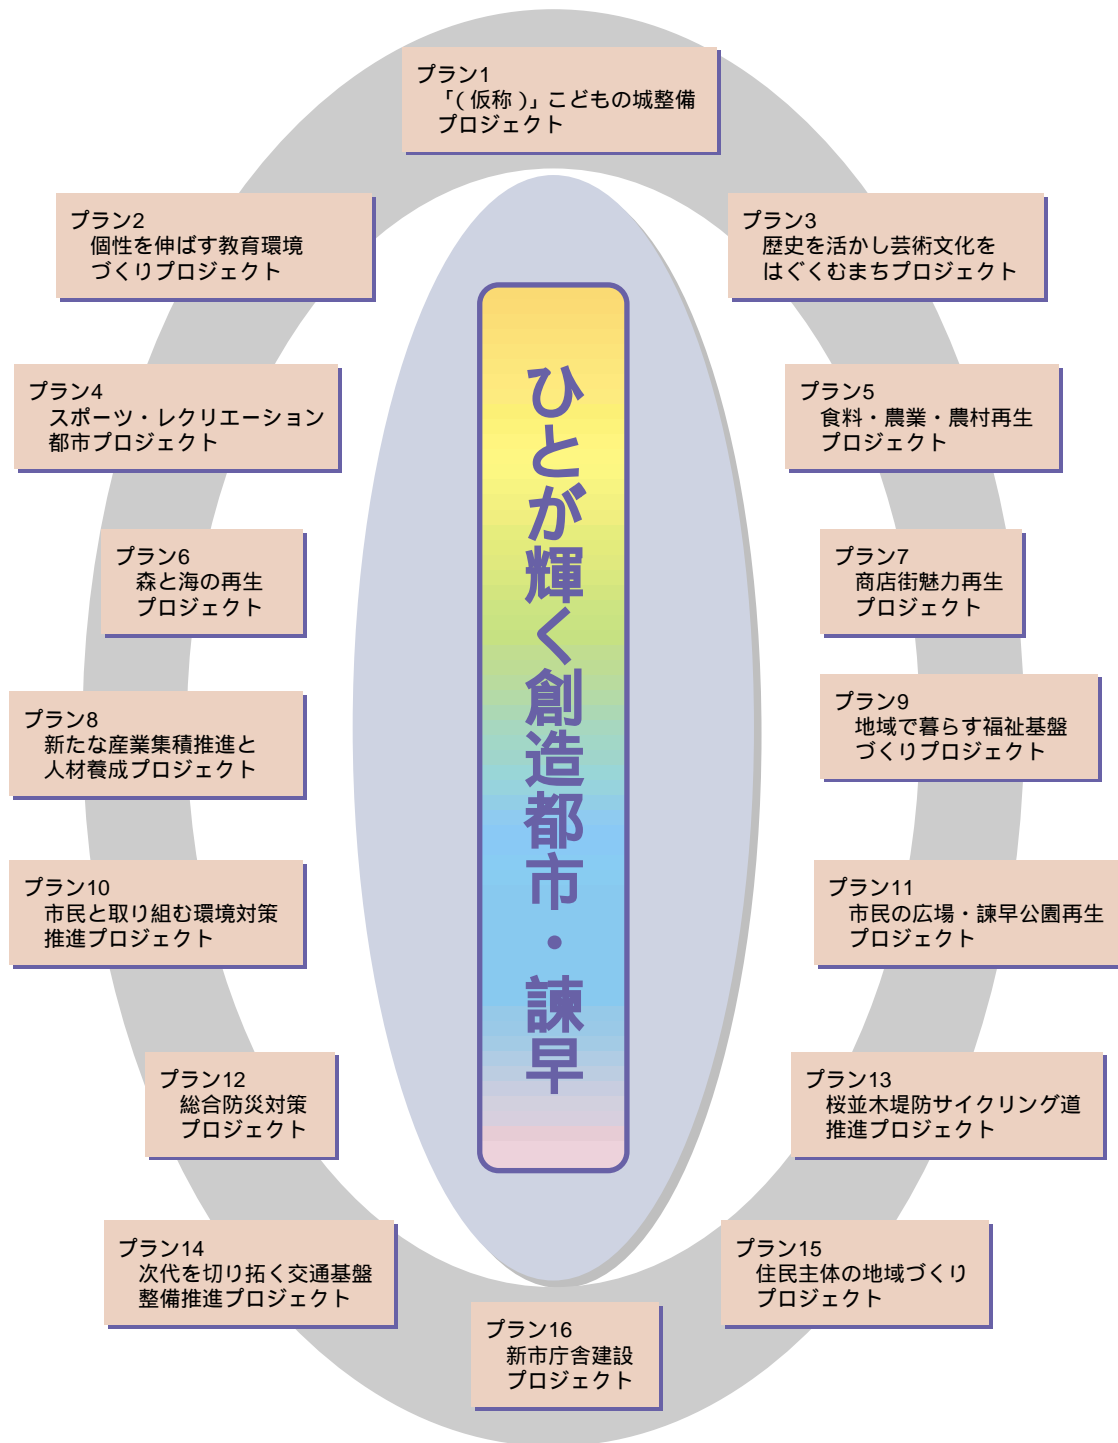 プラン1
「(仮称)」こどもの城整備
プロジェクト
プラン2
個性を伸ばす教育環境
づくりプロジェクト
プラン3
歴史を活かし芸術文化を
はぐくむまちプロジェクト
プラン4
スポーツ・レクリエーション
都市プロジェクト
プラン5
食料・農業・農村再生
プロジェクト
プラン6
森と海の再生
プロジェクト
プラン7
商店街魅力再生
プロジェクト
プラン8
新たな産業集積推進と
人材養成プロジェクト
プラン9
地域で暮らす福祉基盤
づくりプロジェクト
プラン10
市民と取り組む環境対策
推進プロジェクト
プラン11
市民の広場・諫早公園再生
プロジェクト
プラン12
総合防災対策
プロジェクト
プラン13
桜並木堤防サイクリング道
推進プロジェクト
プラン14
次代を切り拓く交通基盤
整備推進プロジェクト
プラン15
住民主体の地域づくり
プロジェクト
プラン16
新市庁舎建設
プロジェクト
ひとが輝く創造都市・諫早